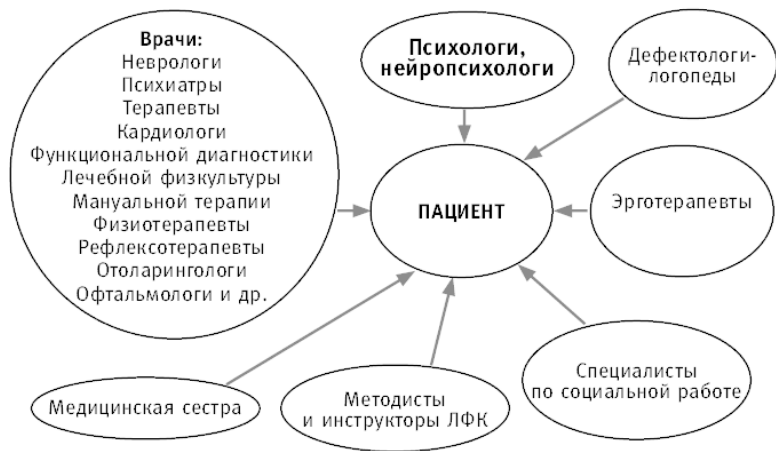 Врачи:
Неврологи
Психиатры
Терапевты
Кардиологи
Функциональной диагностики
Лечебной физкультуры
Мануальной терапии
Физиотерапевты
Рефлексотерапевты
Отоларингологи
Офтальмологи и др.
Психологи,
нейропсихологи
Дефектологи-
логопеды
ПАЦИЕНТ
Эрготерапевты
Медицинская сестра
Методисты
и инструкторы ЛФК
Специалисты
по социальной работе